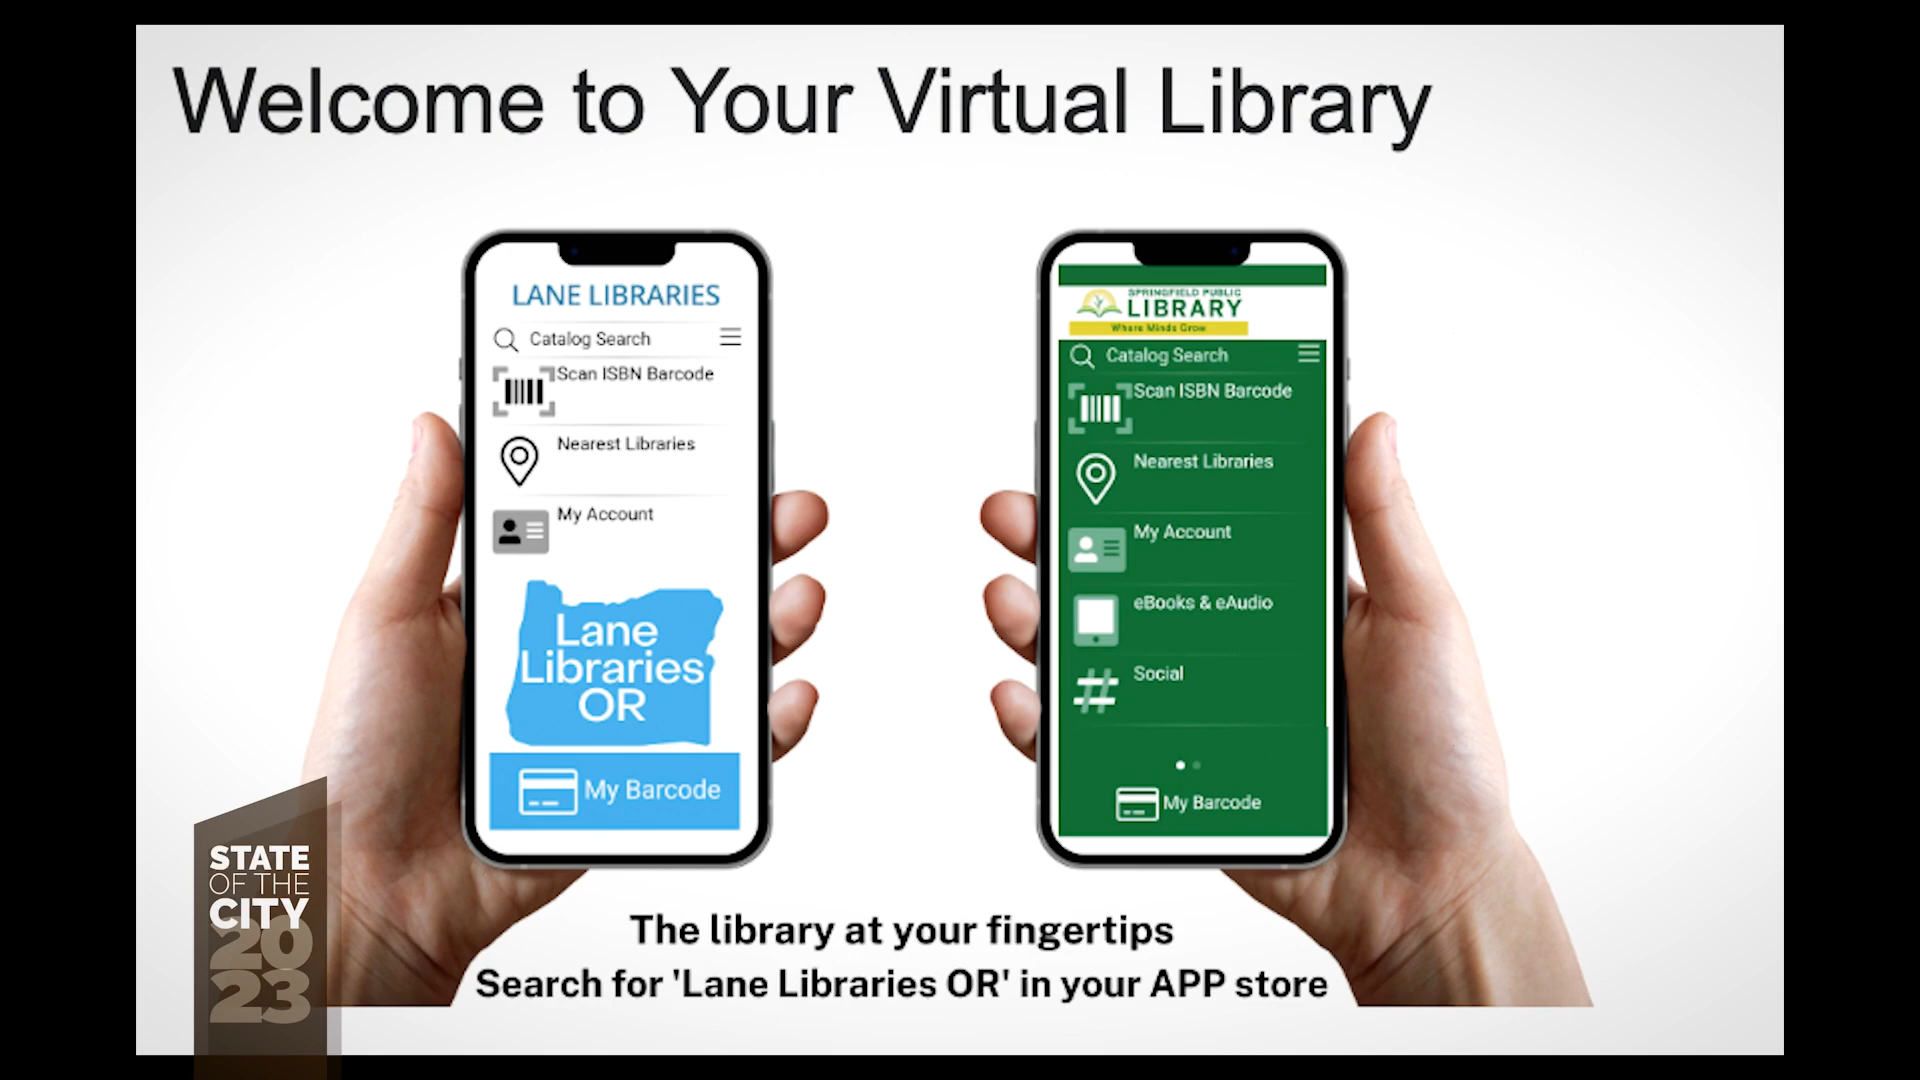 Welcome to Your Virtual Library
LANE LIBRARIES
Catalog Search
Scan ISBN Barcode
Nearest Libraries
My Account
Lane
Libraries
OR
My Barcode
SPRINGFIELD PUBLIC
LIBRARY
Where Minds Grow
Catalog Search
Scan ISBN Barcode
Nearest Libraries
My Account
eBooks & eAudio
Social
My Barcode
The library at your fingertips
Search for 'Lane Libraries OR' in your APP store
STATE
OF THE
CITY
20
23